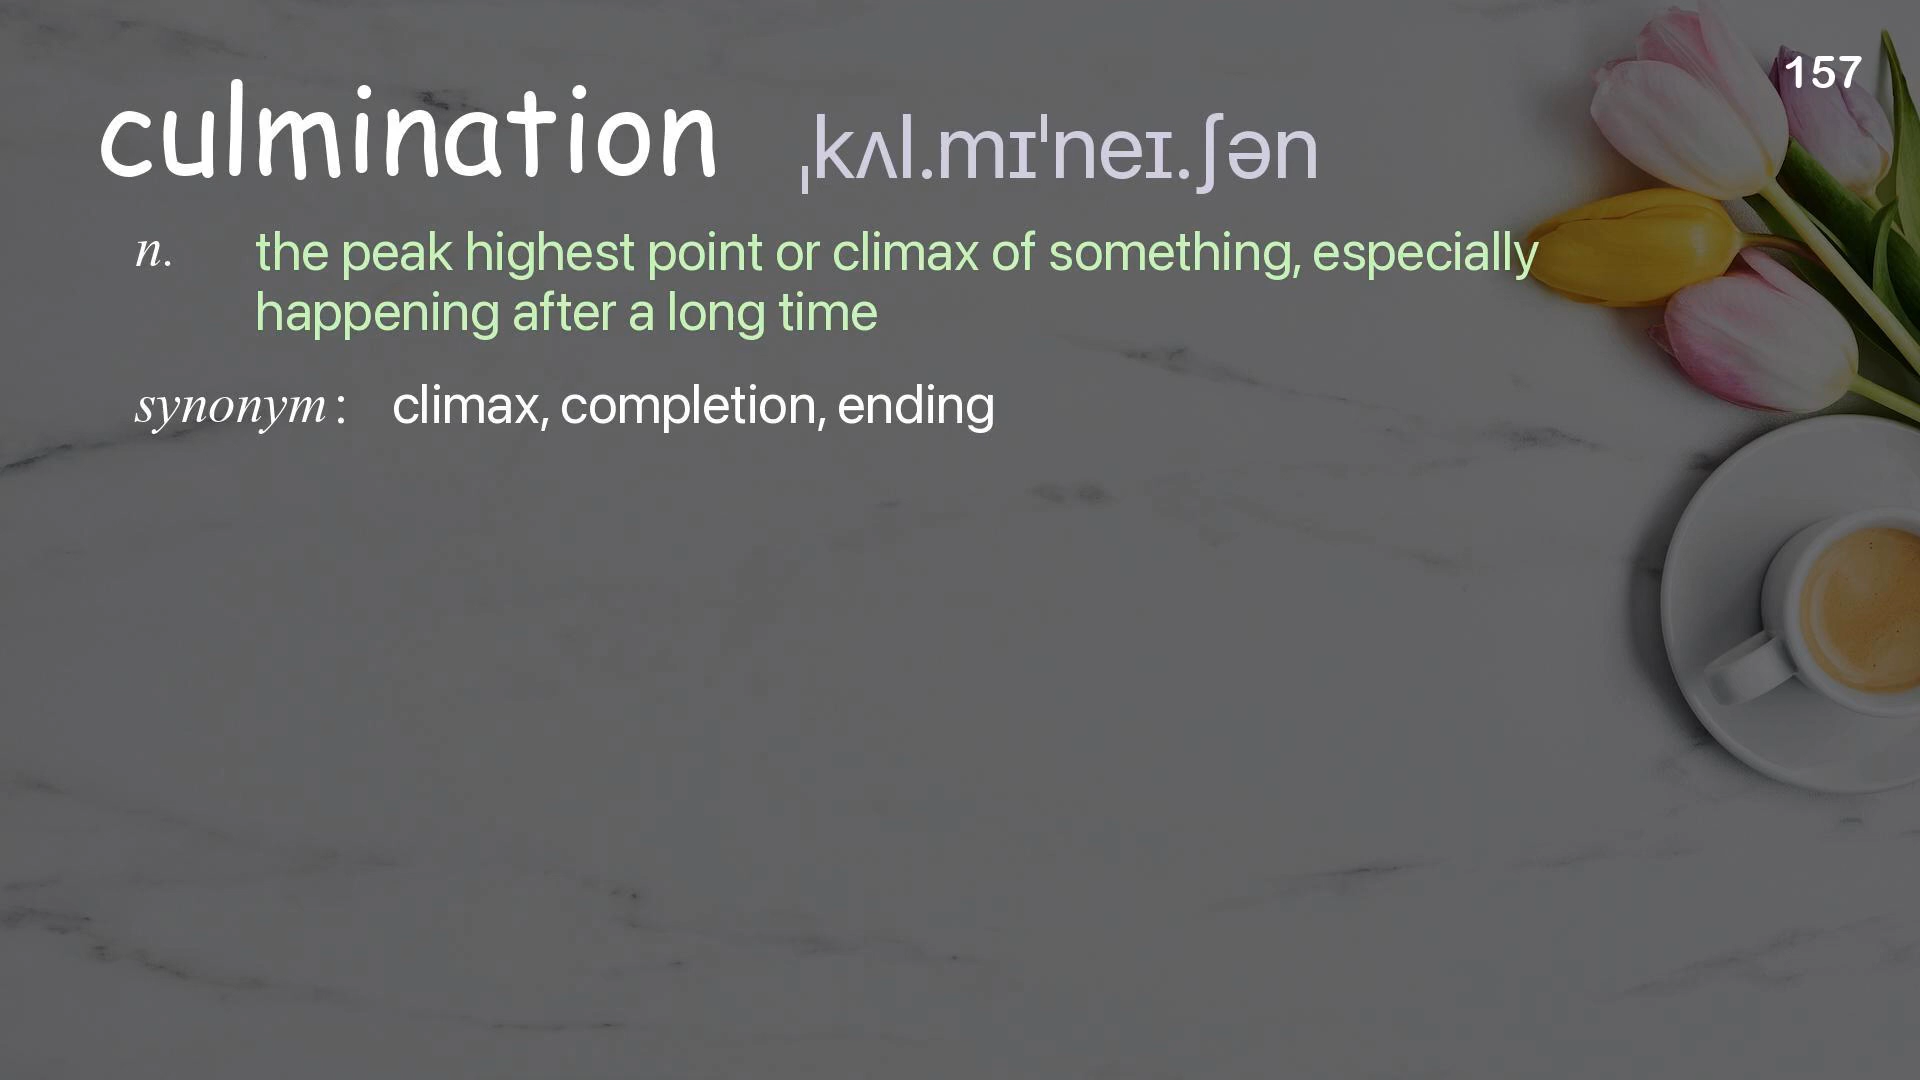 157
culmination ˌkʌl.mɪˈneɪ.ʃən
n. the peak highest point or climax of something, especially
happening after a long time
synonym: climax, completion, ending